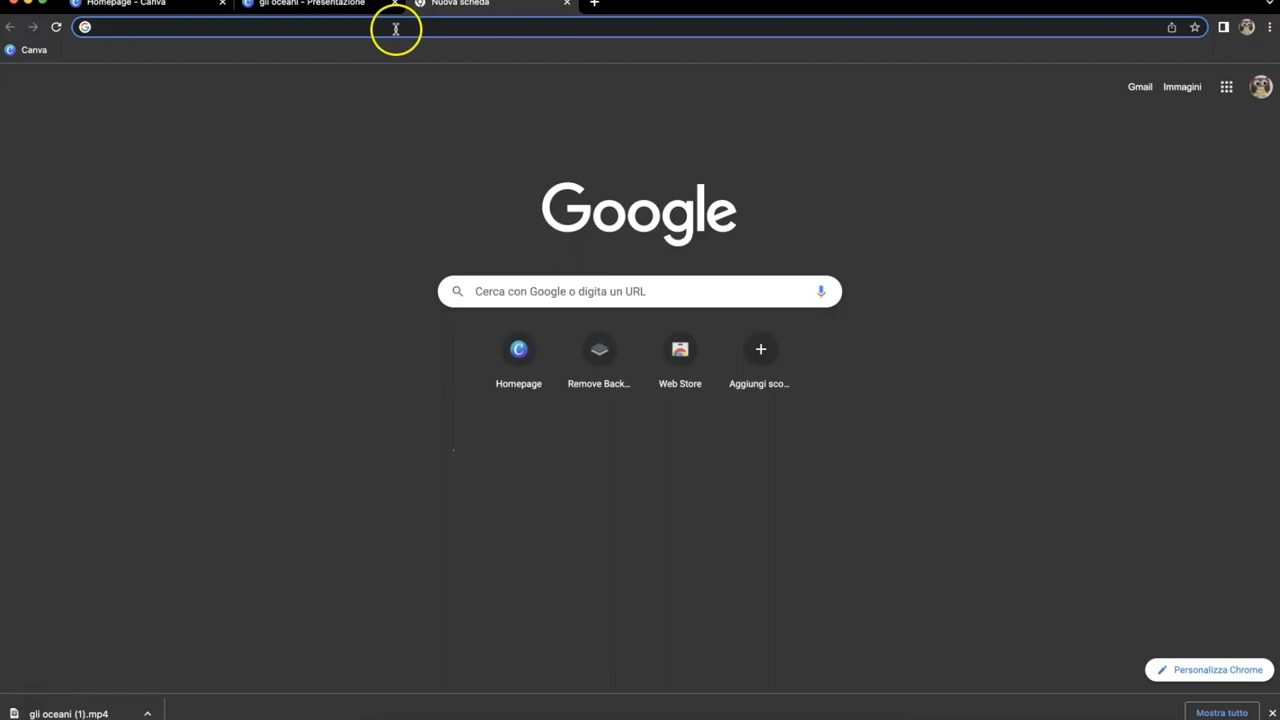 Homepage - Canva
gli oceani - Presentazione
Nuova scheda
Canva
Gmail Immagini
Google
Cerca con Google o digita un URL
Homepage
Remove Back...
Web Store
Aggiungi sco...
Personalizza Chrome
gli oceani (1).mp4
Mostra tutto